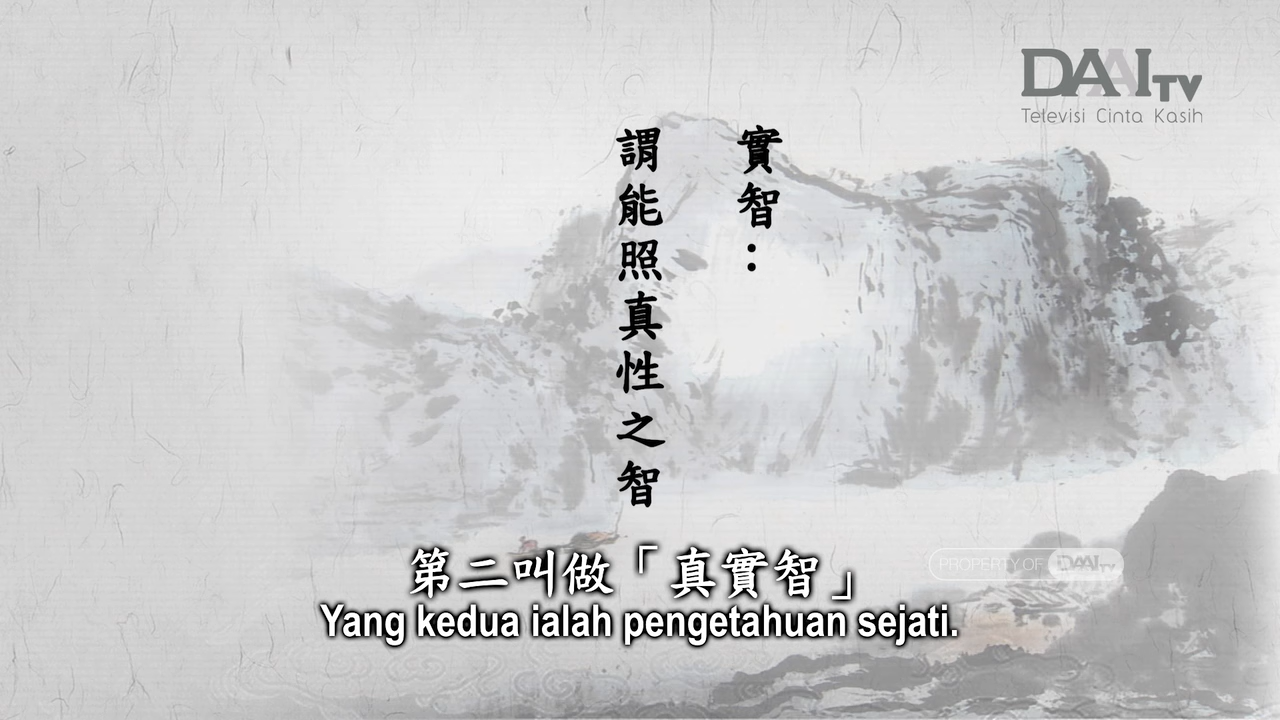 DAAI TV
Televisi Cinta Kasih
實智：
謂能照真性之智
PROPERTY OF DAAI TV
第二叫做「真實智」
Yang kedua ialah pengetahuan sejati.